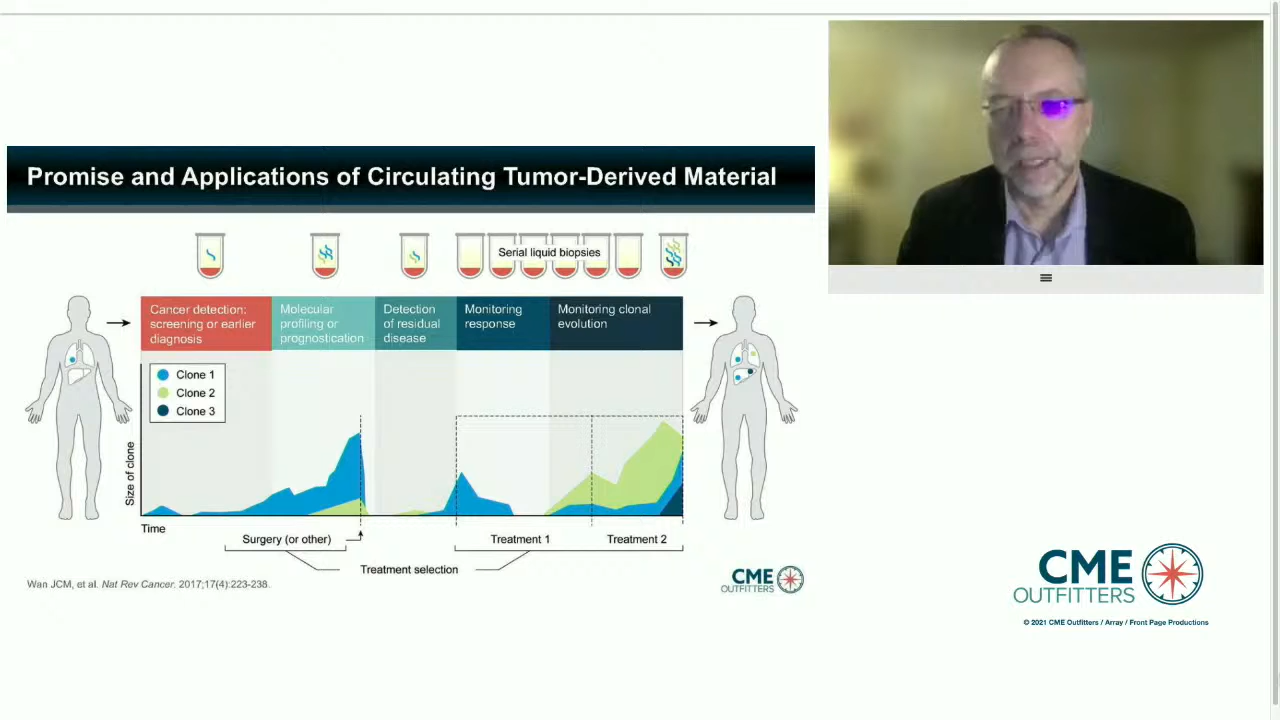 Promise and Applications of Circulating Tumor-Derived Material
Serial liquid biopsies
Cancer detection:
screening or earlier
diagnosis
Molecular
profiling or
prognostication
Detection
of residual
disease
Monitoring
response
Monitoring clonal
evolution
Clone 1
Clone 2
Clone 3
Size of clone
Time
Surgery (or other)
Treatment 1
Treatment 2
Treatment selection
Wan JCM, et al. Nat Rev Cancer. 2017;17(4):223-238.
CME
OUTFITTERS
CME
OUTFITTERS
© 2021 CME Outfitters / Array / Front Page Productions